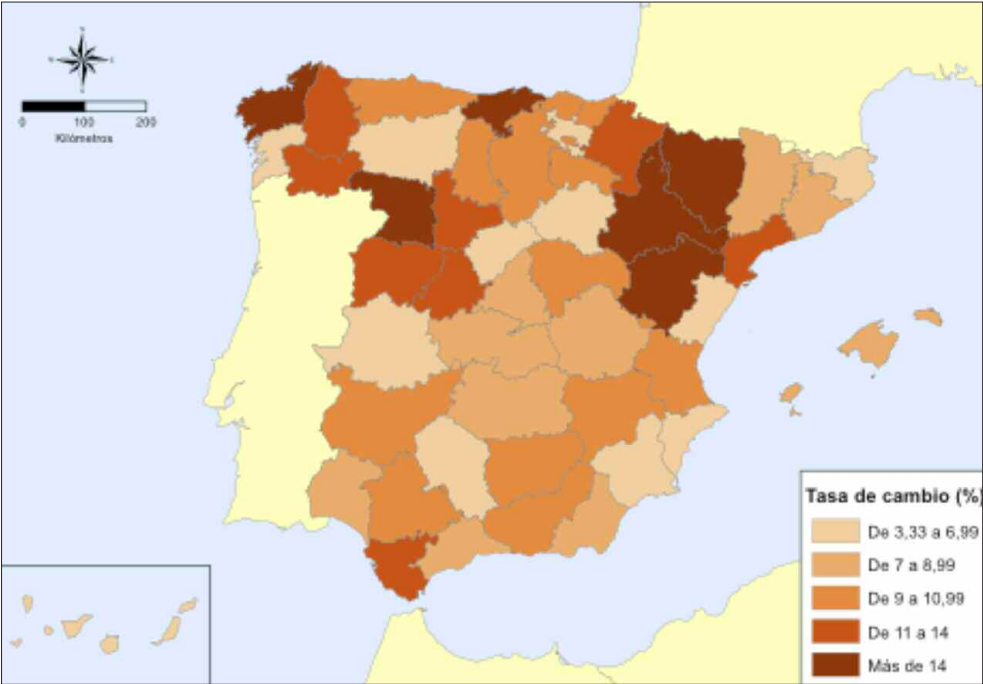 0 100 200
Kilómetros
Tasa de cambio (%)
De 3,33 a 6,99
De 7 a 8,99
De 9 a 10,99
De 11 a 14
Más de 14